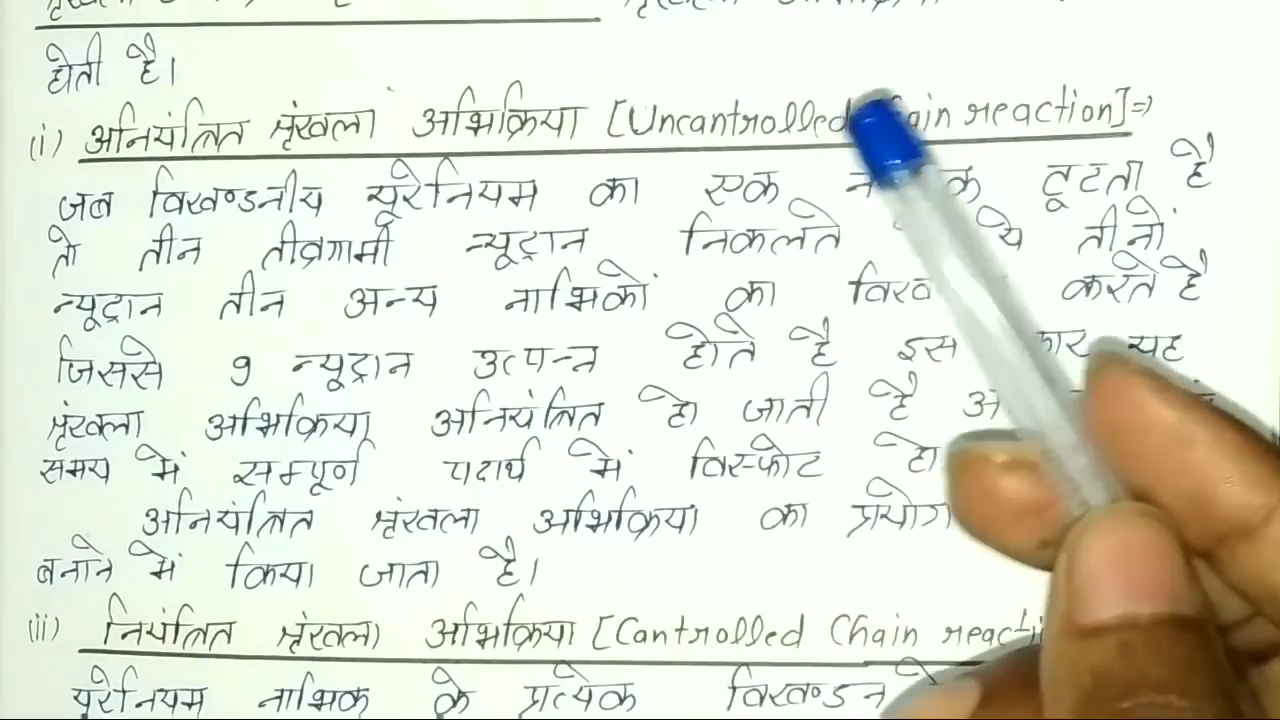 होती है।
(i) अनियंत्रित श्रृंखला अभिक्रिया [Uncantrolled ain reaction]⇒
जब विखण्डनीय यूरेनियम का एक टूटता है
तो तीन तीव्रगामी न्यूट्रान निकलते ये तीनों
न्यूट्रान तीन अन्य नाभिकों का करते है
जिससे 9 न्यूट्रान उत्पन्न होते है इस यह
श्रृंखला अभिक्रिया अनियंत्रित हो जाती है
समय में सम्पूर्ण पदार्थ में विस्फोट हो
अनियंत्रित श्रृंखला अभिक्रिया का प्रयोग
बनाने में किया जाता है।
(ii) नियंत्रित श्रृंखला अभिक्रिया [Cantrolled Chain reacti
यूरेनियम नाभिक के प्रत्येक विखण्डन